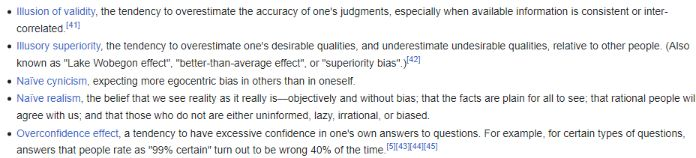 • Illusion of validity, the tendency to overestimate the accuracy of one's judgments, especially when available information is consistent or inter-
correlated.[41]
• Illusory superiority, the tendency to overestimate one's desirable qualities, and underestimate undesirable qualities, relative to other people. (Also
known as "Lake Wobegon effect", "better-than-average effect", or "superiority bias".)[42]
• Naïve cynicism, expecting more egocentric bias in others than in oneself.
• Naïve realism, the belief that we see reality as it really is—objectively and without bias; that the facts are plain for all to see; that rational people wil
agree with us; and that those who do not are either uninformed, lazy, irrational, or biased.
• Overconfidence effect, a tendency to have excessive confidence in one's own answers to questions. For example, for certain types of questions,
answers that people rate as "99% certain" turn out to be wrong 40% of the time.[5][43][44][45]